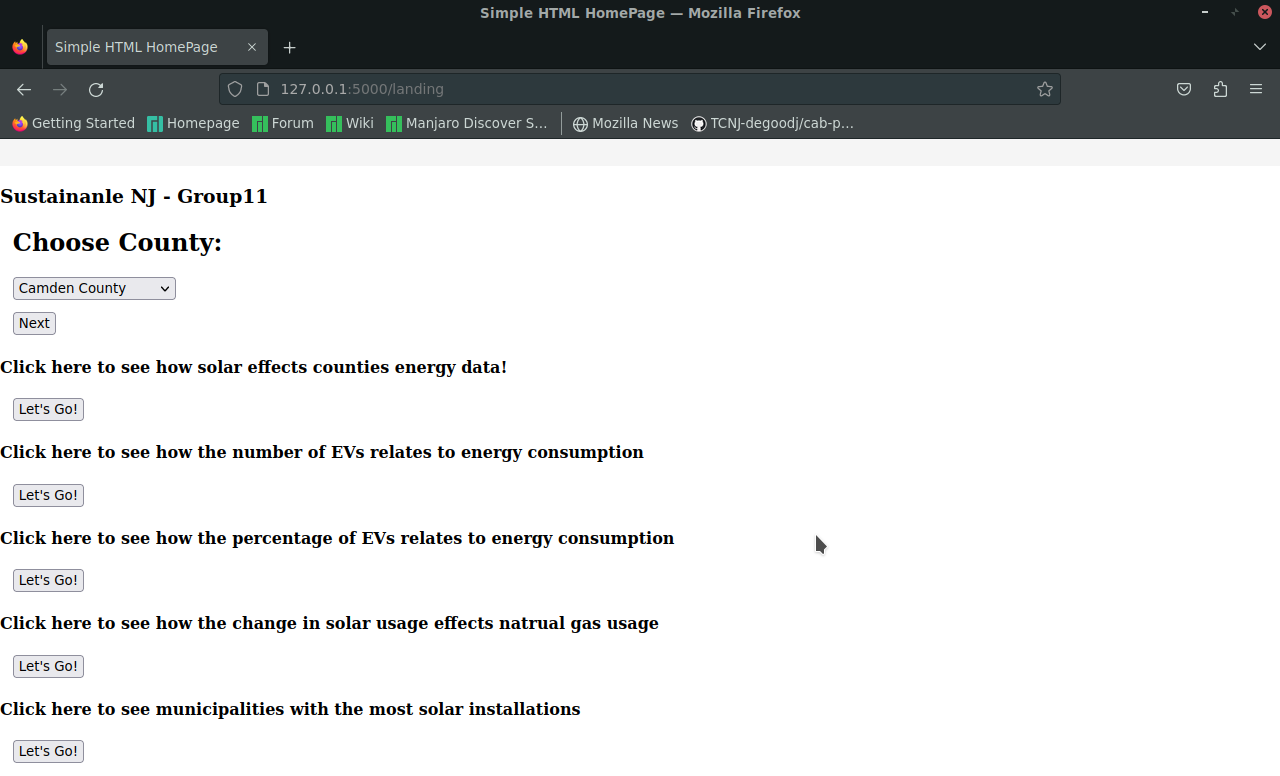 Simple HTML HomePage — Mozilla Firefox
Simple HTML HomePage
127.0.0.1:5000/landing
Getting Started Homepage Forum Wiki Manjaro Discover S... Mozilla News TCNJ-degoodj/cab-p...
Sustainanle NJ - Group11
Choose County:
Camden County
Next
Click here to see how solar effects counties energy data!
Let's Go!
Click here to see how the number of EVs relates to energy consumption
Let's Go!
Click here to see how the percentage of EVs relates to energy consumption
Let's Go!
Click here to see how the change in solar usage effects natrual gas usage
Let's Go!
Click here to see municipalities with the most solar installations
Let's Go!